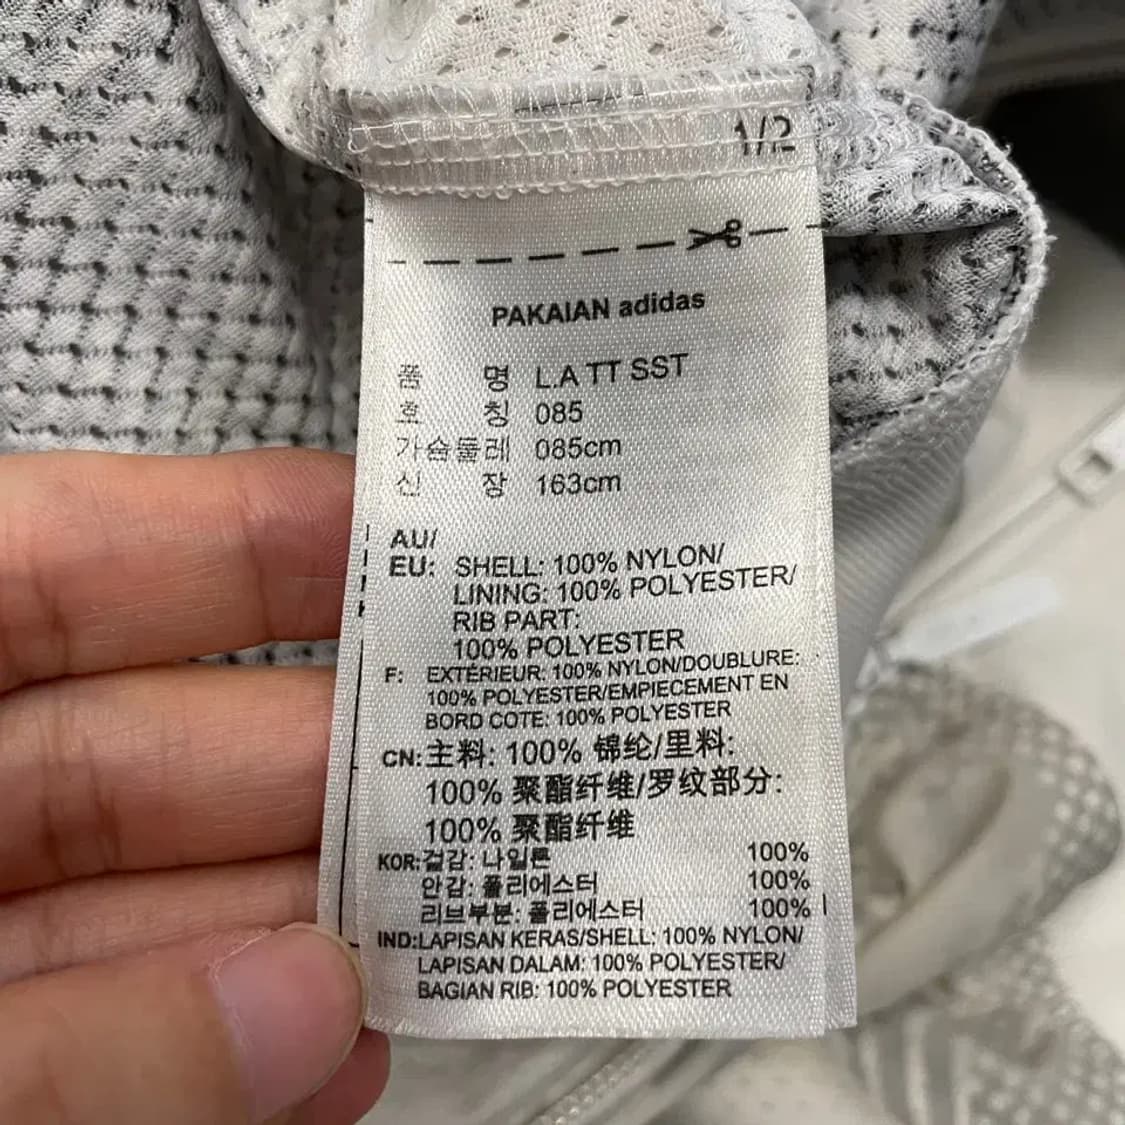 1/2
PAKAIAN adidas
품 명 L.A TT SST
호 칭 085
가슴둘레 085cm
신 장 163cm
AU/
EU: SHELL: 100% NYLON/
LINING: 100% POLYESTER/
RIB PART:
100% POLYESTER
F: EXTÉRIEUR: 100% NYLON/DOUBLURE:
100% POLYESTER/EMPIECEMENT EN
BORD COTE: 100% POLYESTER
CN: 主料: 100% 锦纶/里料:
100% 聚酯纤维/罗纹部分:
100% 聚酯纤维
KOR: 겉감: 나일론 100%
안감: 폴리에스터 100%
리브부분: 폴리에스터 100%
IND: LAPISAN KERAS/SHELL: 100% NYLON/
LAPISAN DALAM: 100% POLYESTER/
BAGIAN RIB: 100% POLYESTER